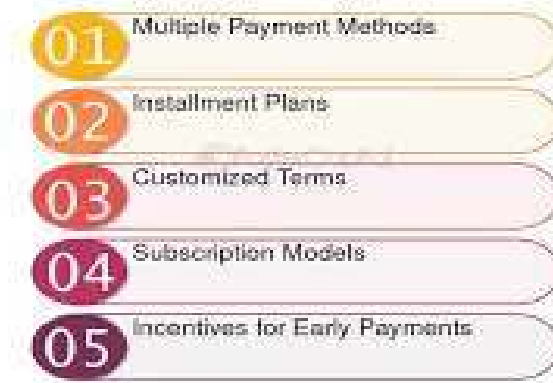 01 Multiple Payment Methods
02 Installment Plans
03 Customized Terms
04 Subscription Models
05 Incentives for Early Payments